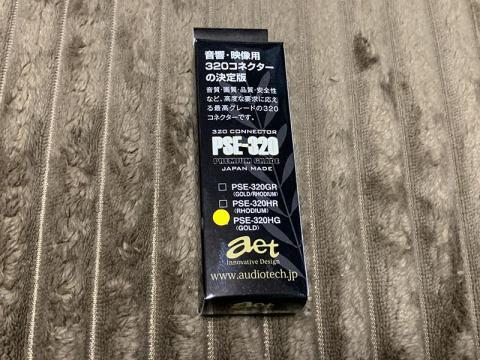 音響・映像用
320コネクター
の決定版
音質・画質・品質・安全性
など、高度な要求に応え
る最高グレードの320
コネクターです。
320 CONNECTOR
PSE-320
PREMIUM GRADE
JAPAN MADE
PSE-320GR
(GOLD/RHODIUM)
PSE-320HR
(RHODIUM)
PSE-320HG
(GOLD)
aet
Innovative Design
www.audiotech.jp